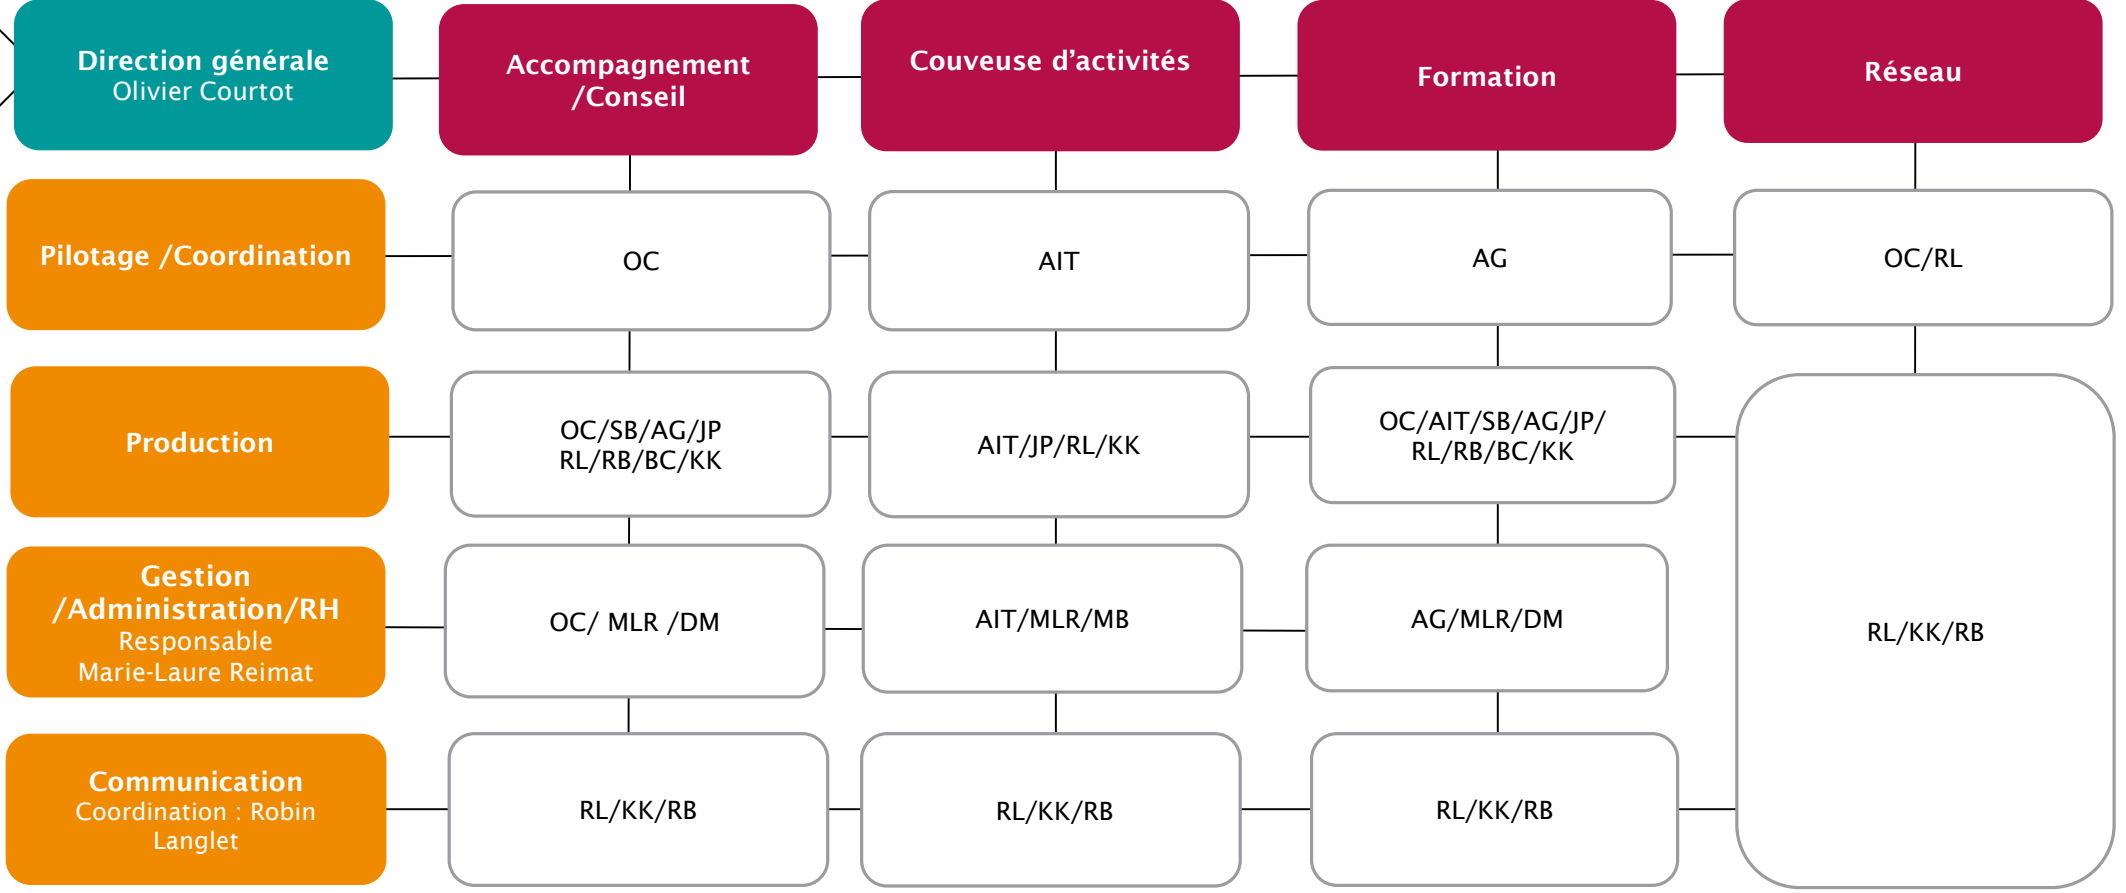 Direction générale
Olivier Courtot
Accompagnement
/Conseil
Couveuse d’activités
Formation
Réseau
Pilotage /Coordination
OC
AIT
AG
OC/RL
Production
OC/SB/AG/JP
RL/RB/BC/KK
AIT/JP/RL/KK
OC/AIT/SB/AG/JP/
RL/RB/BC/KK
Gestion
/Administration/RH
Responsable
Marie-Laure Reimat
OC/ MLR /DM
AIT/MLR/MB
AG/MLR/DM
RL/KK/RB
Communication
Coordination : Robin
Langlet
RL/KK/RB
RL/KK/RB
RL/KK/RB